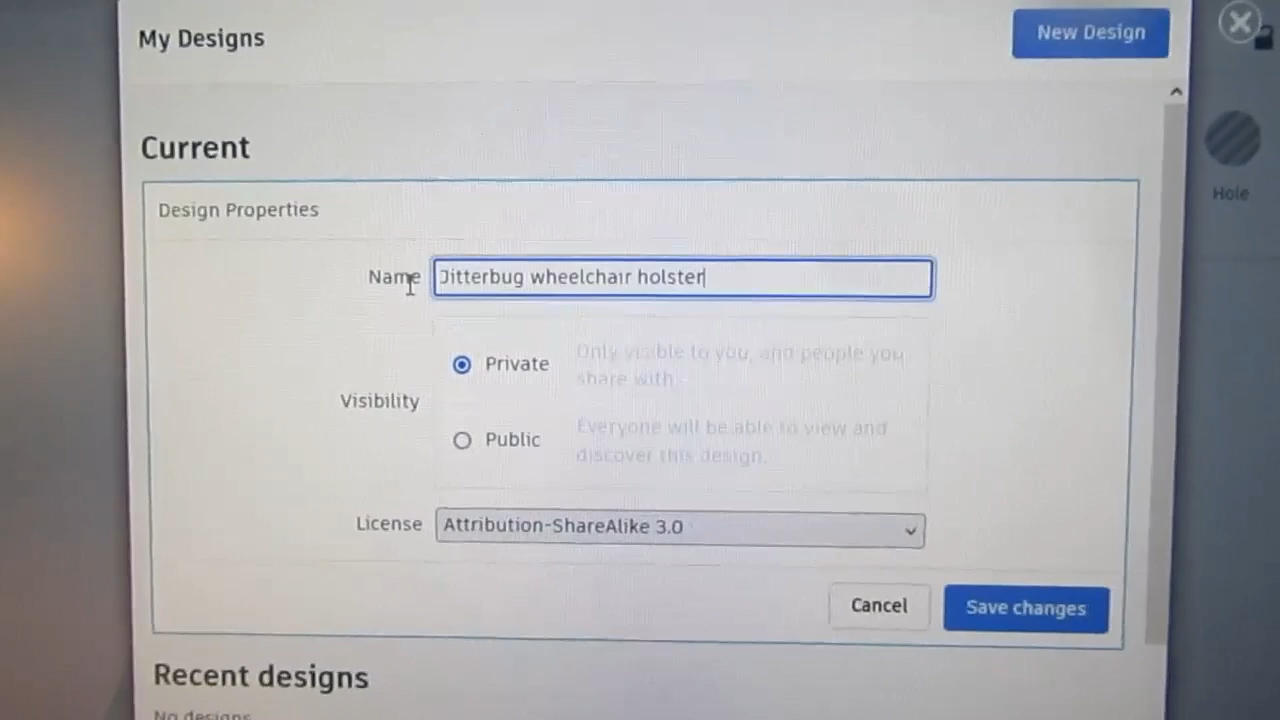 My Designs
New Design
Current
Hole
Design Properties
Name
Jitterbug wheelchair holster
Private
Only visible to you, and people you
share with.
Visibility
Public
Everyone will be able to view and
discover this design.
License
Attribution-ShareAlike 3.0
Cancel
Save changes
Recent designs
No designs